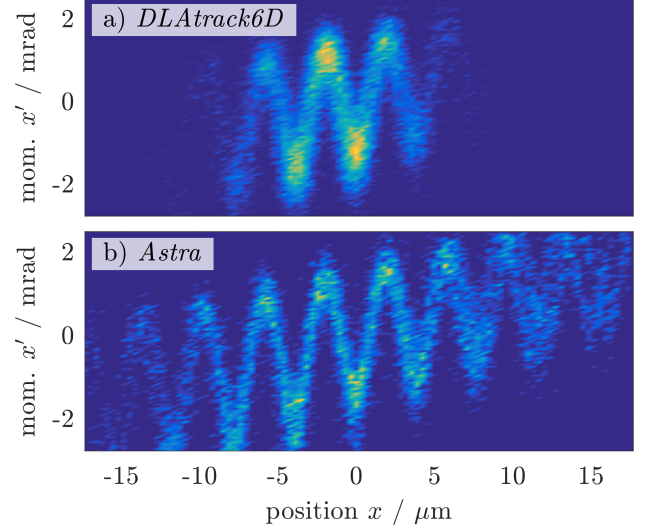 a) DLAtrack6D
2
0
-2
mom. x′ / mrad
b) Astra
2
0
-2
mom. x′ / mrad
-15 -10 -5 0 5 10 15
position x / μm